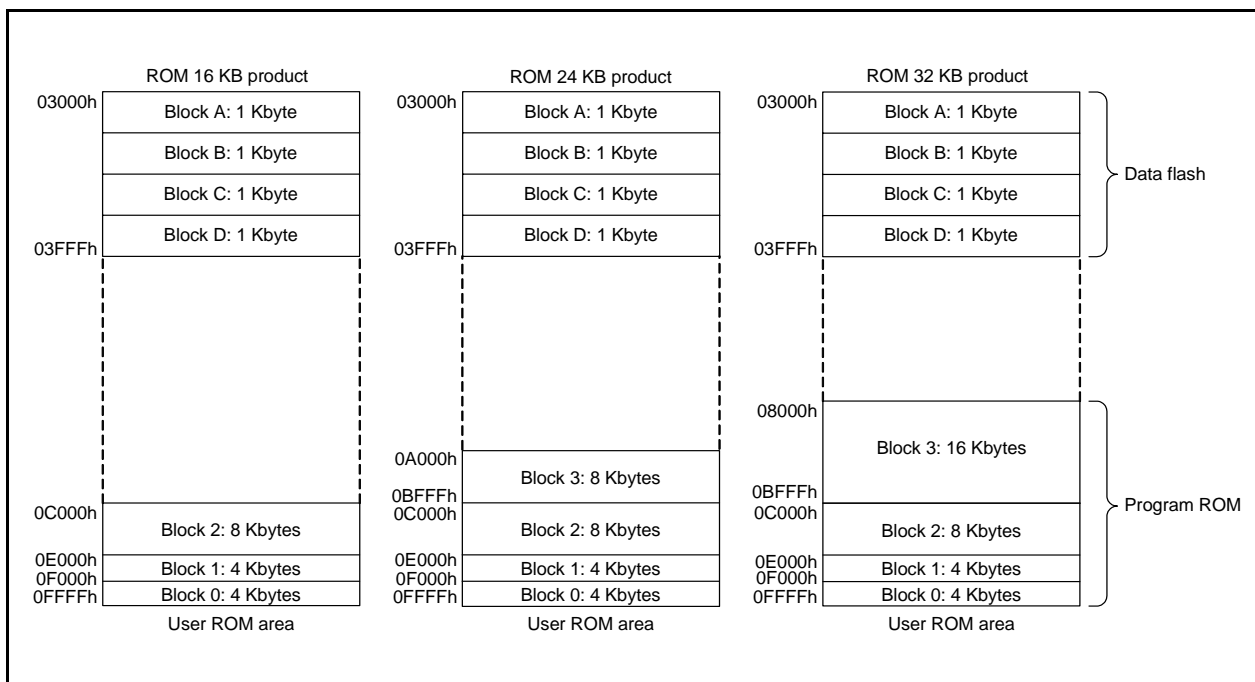 ROM 16 KB product
03000h
Block A: 1 Kbyte
Block B: 1 Kbyte
Block C: 1 Kbyte
Block D: 1 Kbyte
03FFFh
0C000h
Block 2: 8 Kbytes
0E000h
Block 1: 4 Kbytes
0F000h
Block 0: 4 Kbytes
0FFFFh
User ROM area
ROM 24 KB product
03000h
Block A: 1 Kbyte
Block B: 1 Kbyte
Block C: 1 Kbyte
Block D: 1 Kbyte
03FFFh
0A000h
Block 3: 8 Kbytes
0BFFFh
0C000h
Block 2: 8 Kbytes
0E000h
Block 1: 4 Kbytes
0F000h
Block 0: 4 Kbytes
0FFFFh
User ROM area
ROM 32 KB product
03000h
Block A: 1 Kbyte
Block B: 1 Kbyte
Block C: 1 Kbyte
Block D: 1 Kbyte
03FFFh
Data flash
08000h
Block 3: 16 Kbytes
0BFFFh
0C000h
Block 2: 8 Kbytes
0E000h
Block 1: 4 Kbytes
0F000h
Block 0: 4 Kbytes
0FFFFh
Program ROM
User ROM area